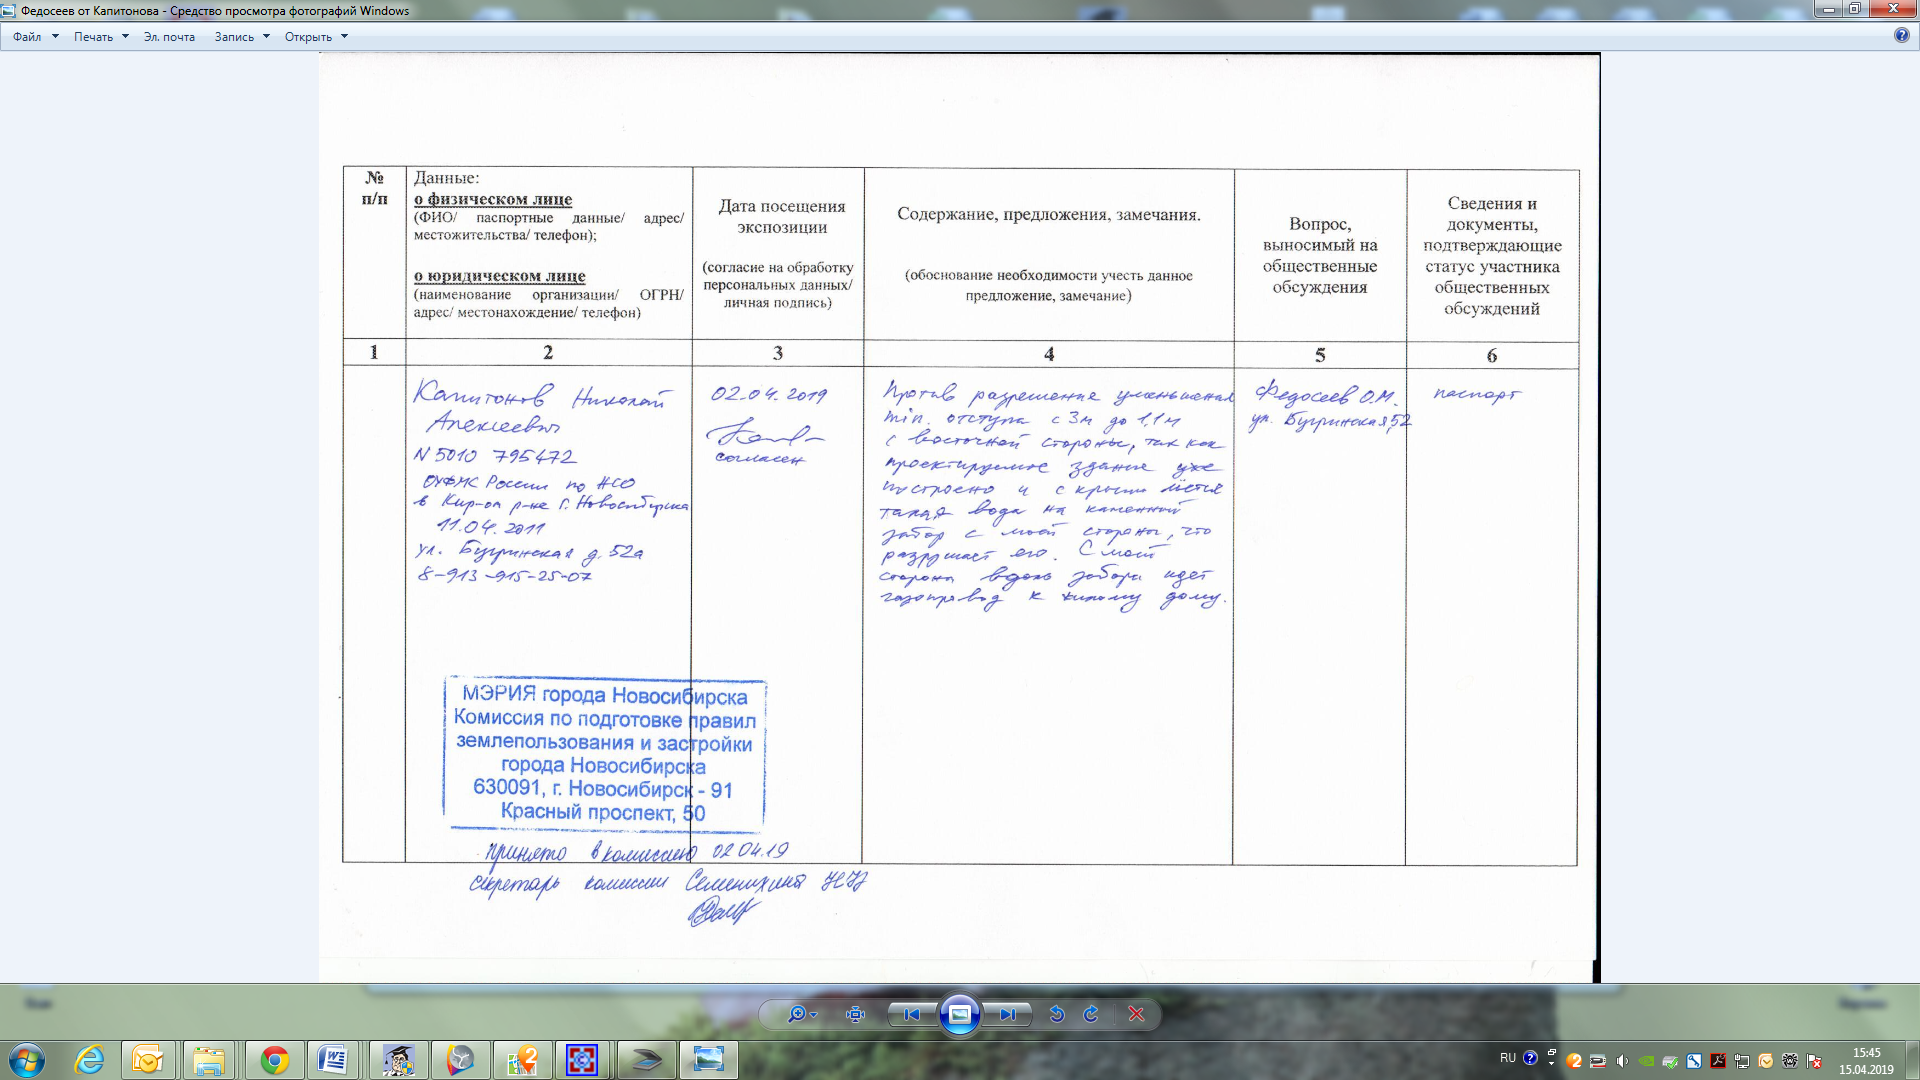 Федосеев от Капитонова - Средство просмотра фотографий Windows
Файл Печать Эл. почта Запись Открыть
№
п/п
Данные:
о физическом лице
(ФИО/ паспортные данные/ адрес/
местожительства/ телефон);
о юридическом лице
(наименование организации/ ОГРН/
адрес/ местонахождение/ телефон)
Дата посещения
экспозиции
(согласие на обработку
персональных данных/
личная подпись)
Содержание, предложения, замечания.
(обоснование необходимости учесть данное
предложение, замечание)
Вопрос,
выносимый на
общественные
обсуждения
Сведения и
документы,
подтверждающие
статус участника
общественных
обсуждений
1 2 3 4 5 6
Капитонов Николай
Алексеевич
N 5010 795472
ОУФМС России по НСО
в Кир-ом р-не г. Новосибирска
11.04.2011
ул. Бугринская д. 52а
8-913-915-25-07
02.04.2019
согласен
Против разрешение уменьшения
min. отступа с 3м до 1,1м
с восточной стороны, так как
проектируемое здание уже
построено и с крыши льётся
талая вода на каменный
забор с моей стороны, что
разрушает его. С моей
стороны вдоль забора идет
газопровод к жилому дому.
Федосеев О.М.
ул. Бугринская, 52
паспорт
МЭРИЯ города Новосибирска
Комиссия по подготовке правил
землепользования и застройки
города Новосибирска
630091, г. Новосибирск - 91
Красный проспект, 50
принято в комиссию 02.04.19
секретарь комиссии Семенихина
RU
15:45
15.04.2019